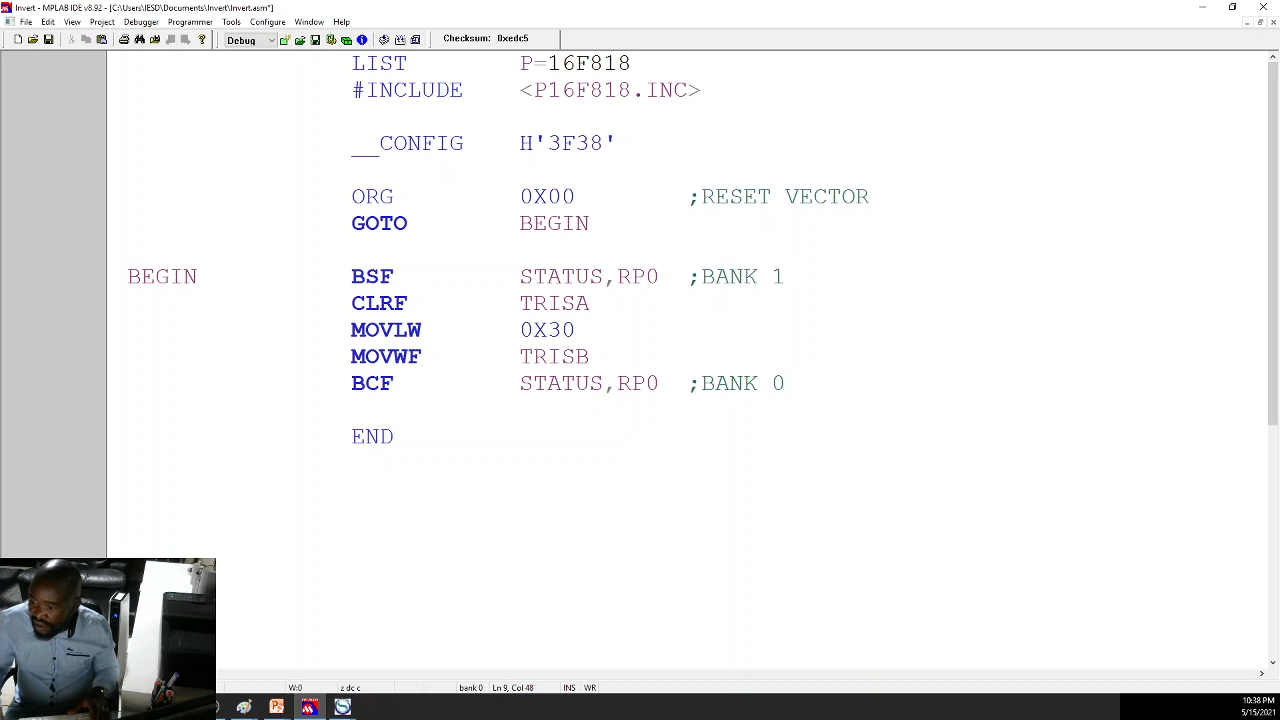 Invert - MPLAB IDE v8.92 - [C:\Users\IESD\Documents\Invert\Invert.asm*]
File Edit View Project Debugger Programmer Tools Configure Window Help
Debug Checksum: 0xedc5
LIST P=16F818
#INCLUDE <P16F818.INC>
__CONFIG H'3F38'
ORG 0X00 ;RESET VECTOR
GOTO BEGIN
BEGIN BSF STATUS,RP0 ;BANK 1
CLRF TRISA
MOVLW 0X30
MOVWF TRISB
BCF STATUS,RP0 ;BANK 0
END
W:0 z dc c bank 0 Ln 9, Col 48 INS WR
10:38 PM
5/15/2021